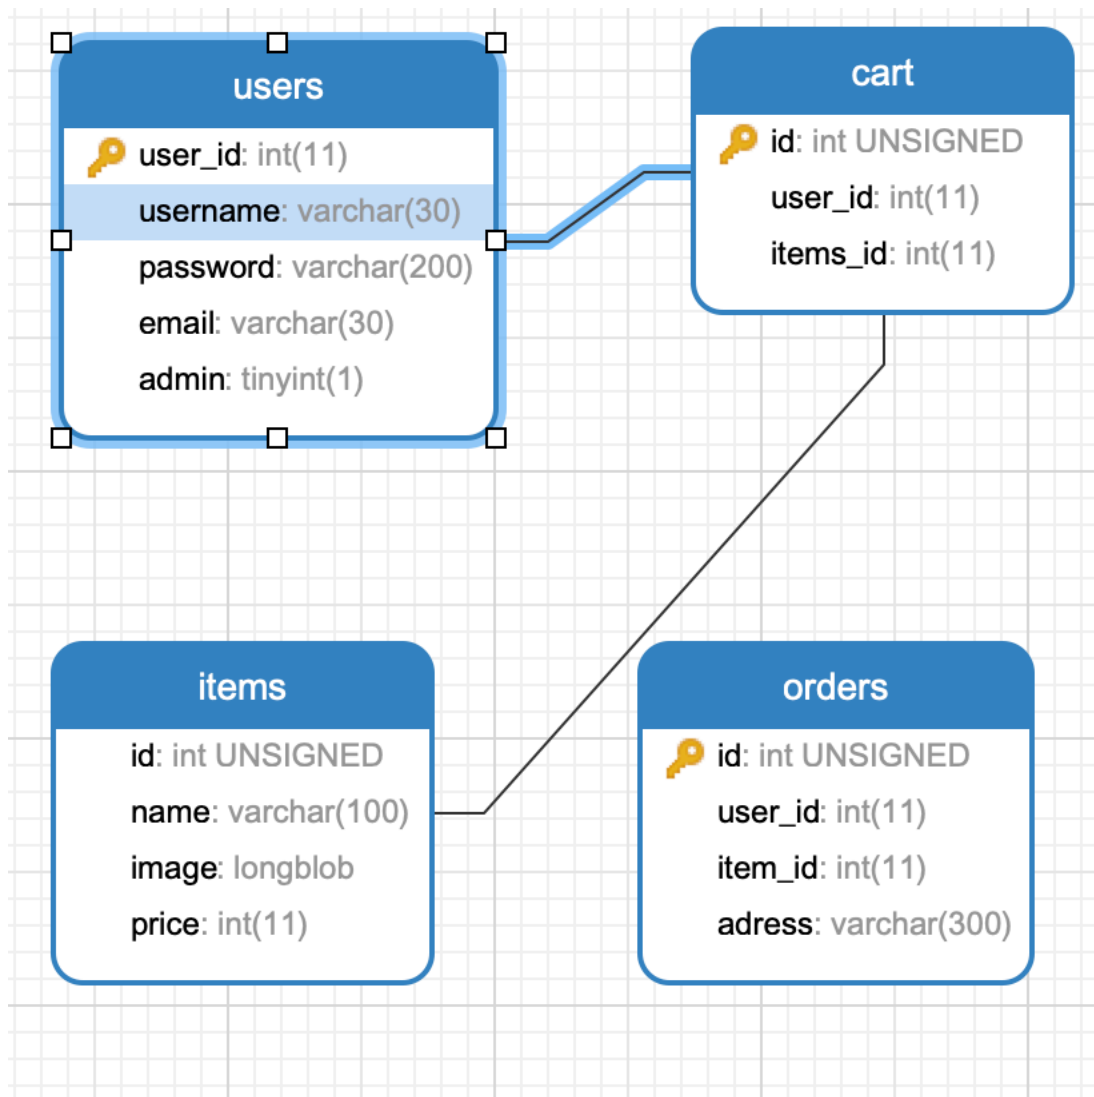 users
user_id: int(11)
username: varchar(30)
password: varchar(200)
email: varchar(30)
admin: tinyint(1)
cart
id: int UNSIGNED
user_id: int(11)
items_id: int(11)
items
id: int UNSIGNED
name: varchar(100)
image: longblob
price: int(11)
orders
id: int UNSIGNED
user_id: int(11)
item_id: int(11)
adress: varchar(300)